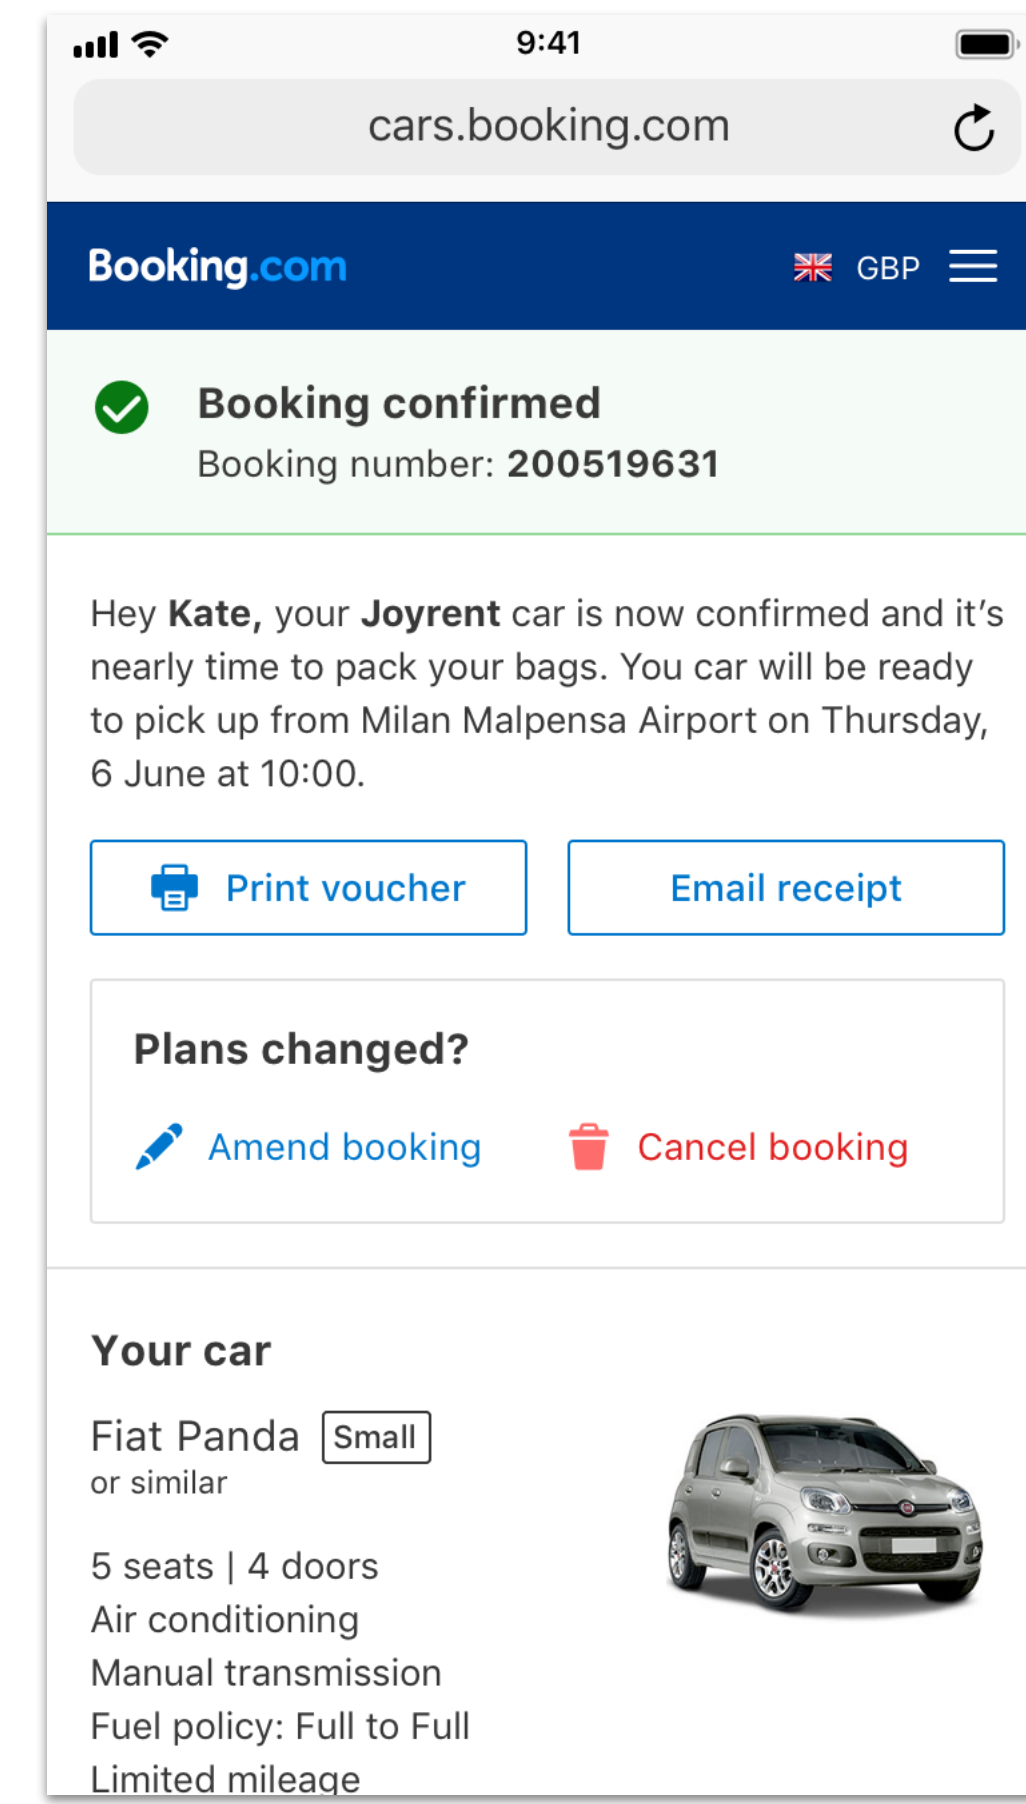 9:41
cars.booking.com
Booking.com GBP
Booking confirmed
Booking number: 200519631
Hey Kate, your Joyrent car is now confirmed and it’s
nearly time to pack your bags. You car will be ready
to pick up from Milan Malpensa Airport on Thursday,
6 June at 10:00.
Print voucher Email receipt
Plans changed?
Amend booking Cancel booking
Your car
Fiat Panda Small
or similar
5 seats | 4 doors
Air conditioning
Manual transmission
Fuel policy: Full to Full
Limited mileage